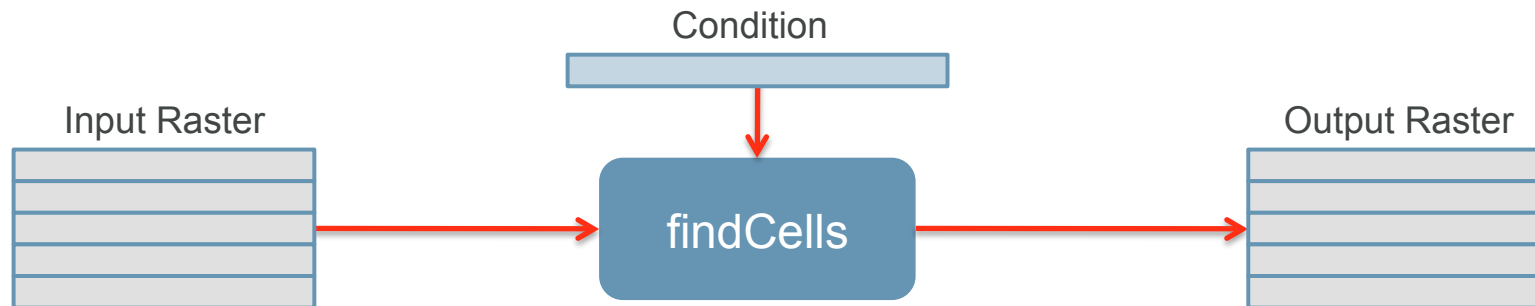 Condition
Input Raster
Output Raster
findCells